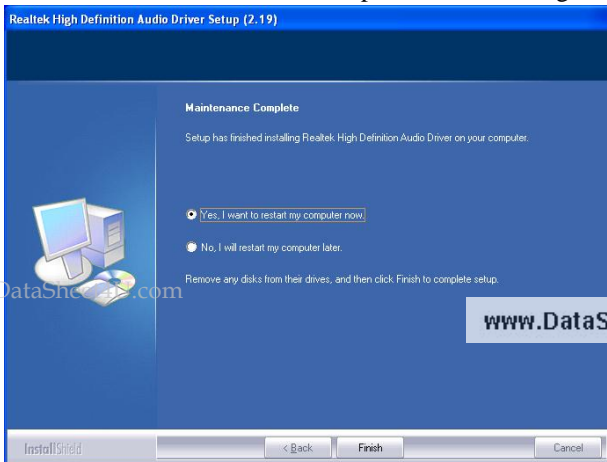 Realtek High Definition Audio Driver Setup (2.19)
Maintenance Complete
Setup has finished installing Realtek High Definition Audio Driver on your computer.
Yes, I want to restart my computer now.
No, I will restart my computer later.
Remove any disks from their drives, and then click Finish to complete setup.
.com
www.DataS
InstallShield
< Back
Finish
Cancel